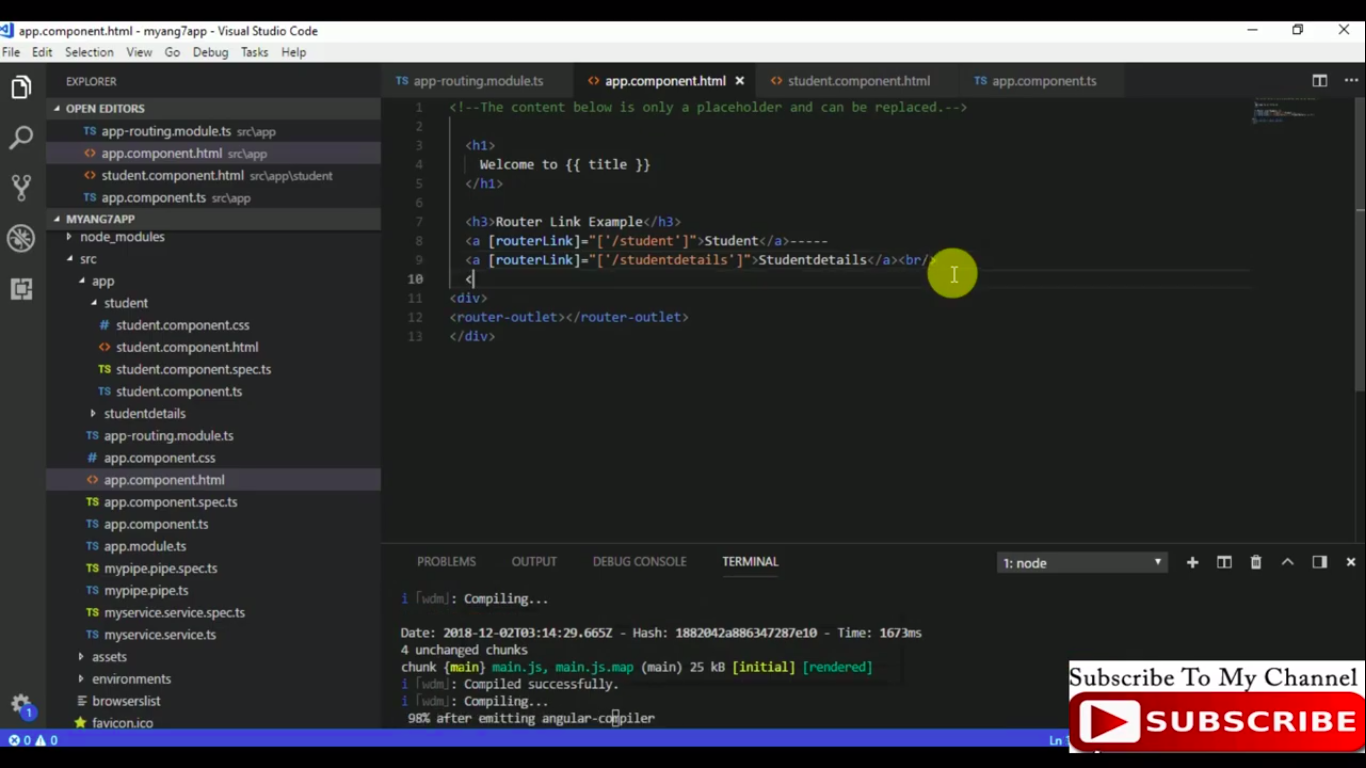 app.component.html - myang7app - Visual Studio Code
File Edit Selection View Go Debug Tasks Help
EXPLORER
OPEN EDITORS
TS app-routing.module.ts src\app
<> app.component.html src\app
<> student.component.html src\app\student
TS app.component.ts src\app
MYANG7APP
node_modules
src
app
student
# student.component.css
<> student.component.html
TS student.component.spec.ts
TS student.component.ts
studentdetails
TS app-routing.module.ts
# app.component.css
<> app.component.html
TS app.component.spec.ts
TS app.component.ts
TS app.module.ts
TS mypipe.pipe.spec.ts
TS mypipe.pipe.ts
TS myservice.service.spec.ts
TS myservice.service.ts
assets
environments
browserslist
favicon.ico
1
0 0
TS app-routing.module.ts <> app.component.html × <> student.component.html TS app.component.ts
1 <!--The content below is only a placeholder and can be replaced.-->
2
3 <h1>
4 Welcome to {{ title }}
5 </h1>
6
7 <h3>Router Link Example</h3>
8 <a [routerLink]="['/student']">Student</a>-----
9 <a [routerLink]="['/studentdetails']">Studentdetails</a><br/>
10 <
11 <div>
12 <router-outlet></router-outlet>
13 </div>
PROBLEMS OUTPUT DEBUG CONSOLE TERMINAL 1: node
i ｢wdm｣: Compiling...
Date: 2018-12-02T03:14:29.665Z - Hash: 1882042a886347287e10 - Time: 1673ms
4 unchanged chunks
chunk {main} main.js, main.js.map (main) 25 kB [initial] [rendered]
i ｢wdm｣: Compiled successfully.
i ｢wdm｣: Compiling...
98% after emitting angular-compiler
Subscribe To My Channel
SUBSCRIBE